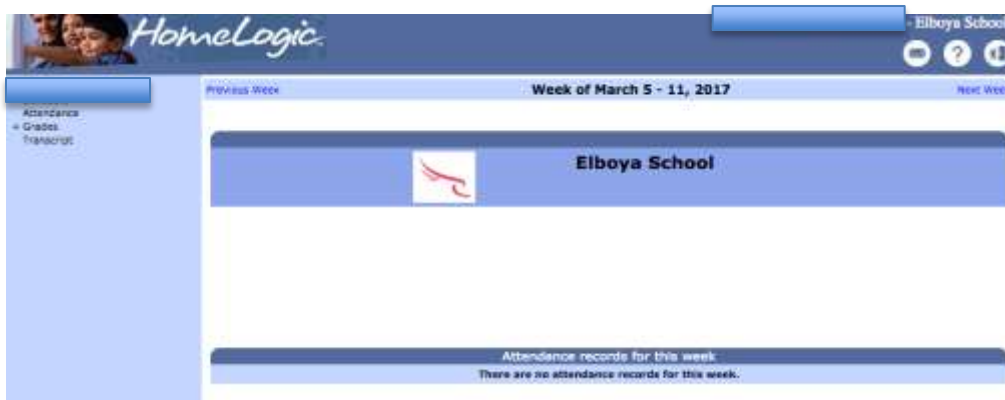 HomeLogic
- Elboya School
?
Previous Week
Week of March 5 - 11, 2017
Next Wee
Attendance
+ Grades
Transcript
Elboya School
Attendance records for this week
There are no attendance records for this week.